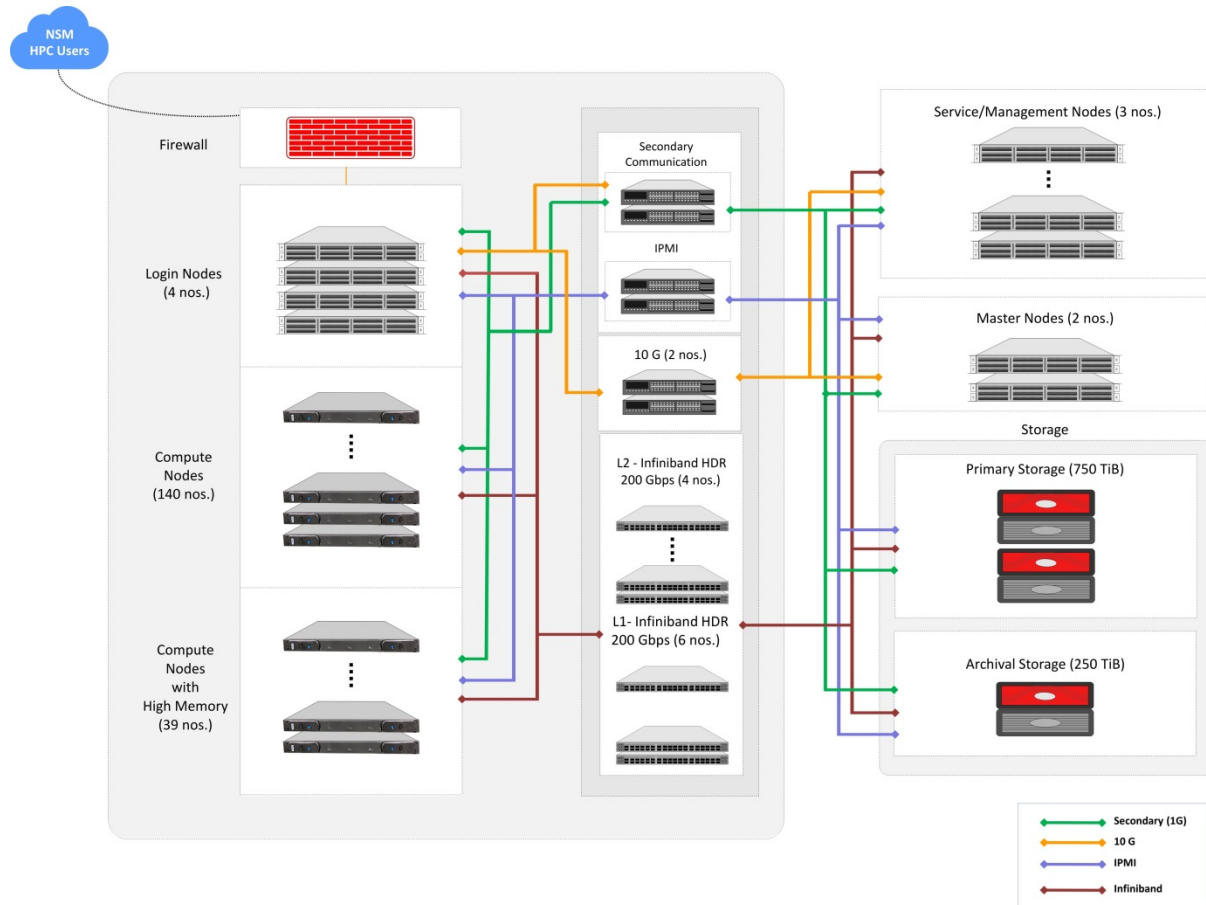 NSM
HPC Users
Firewall
Login Nodes
(4 nos.)
Compute
Nodes
(140 nos.)
Compute
Nodes
with
High Memory
(39 nos.)
Secondary
Communication
IPMI
10 G (2 nos.)
L2 - Infiniband HDR
200 Gbps (4 nos.)
L1- Infiniband HDR
200 Gbps (6 nos.)
Service/Management Nodes (3 nos.)
Master Nodes (2 nos.)
Storage
Primary Storage (750 TiB)
Archival Storage (250 TiB)
Secondary (1G)
10 G
IPMI
Infiniband